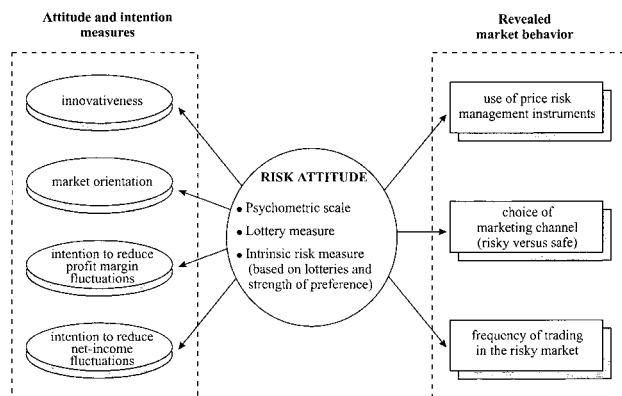 Attitude and intention
measures
innovativeness
market orientation
intention to reduce
profit margin
fluctuations
intention to reduce
net-income
fluctuations
RISK ATTITUDE
• Psychometric scale
• Lottery measure
• Intrinsic risk measure
(based on lotteries and
strength of preference)
Revealed
market behavior
use of price risk
management instruments
choice of
marketing channel
(risky versus safe)
frequency of trading
in the risky market